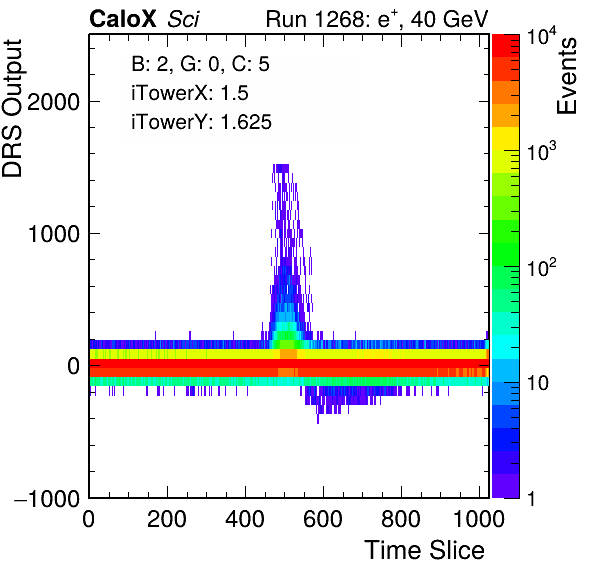 CaloX Sci
Run 1268: e⁺, 40 GeV
DRS Output
B: 2, G: 0, C: 5
iTowerX: 1.5
iTowerY: 1.625
2000
1000
0
−1000
0
200
400
600
800
1000
Time Slice
Events
10⁴
10³
10²
10
1